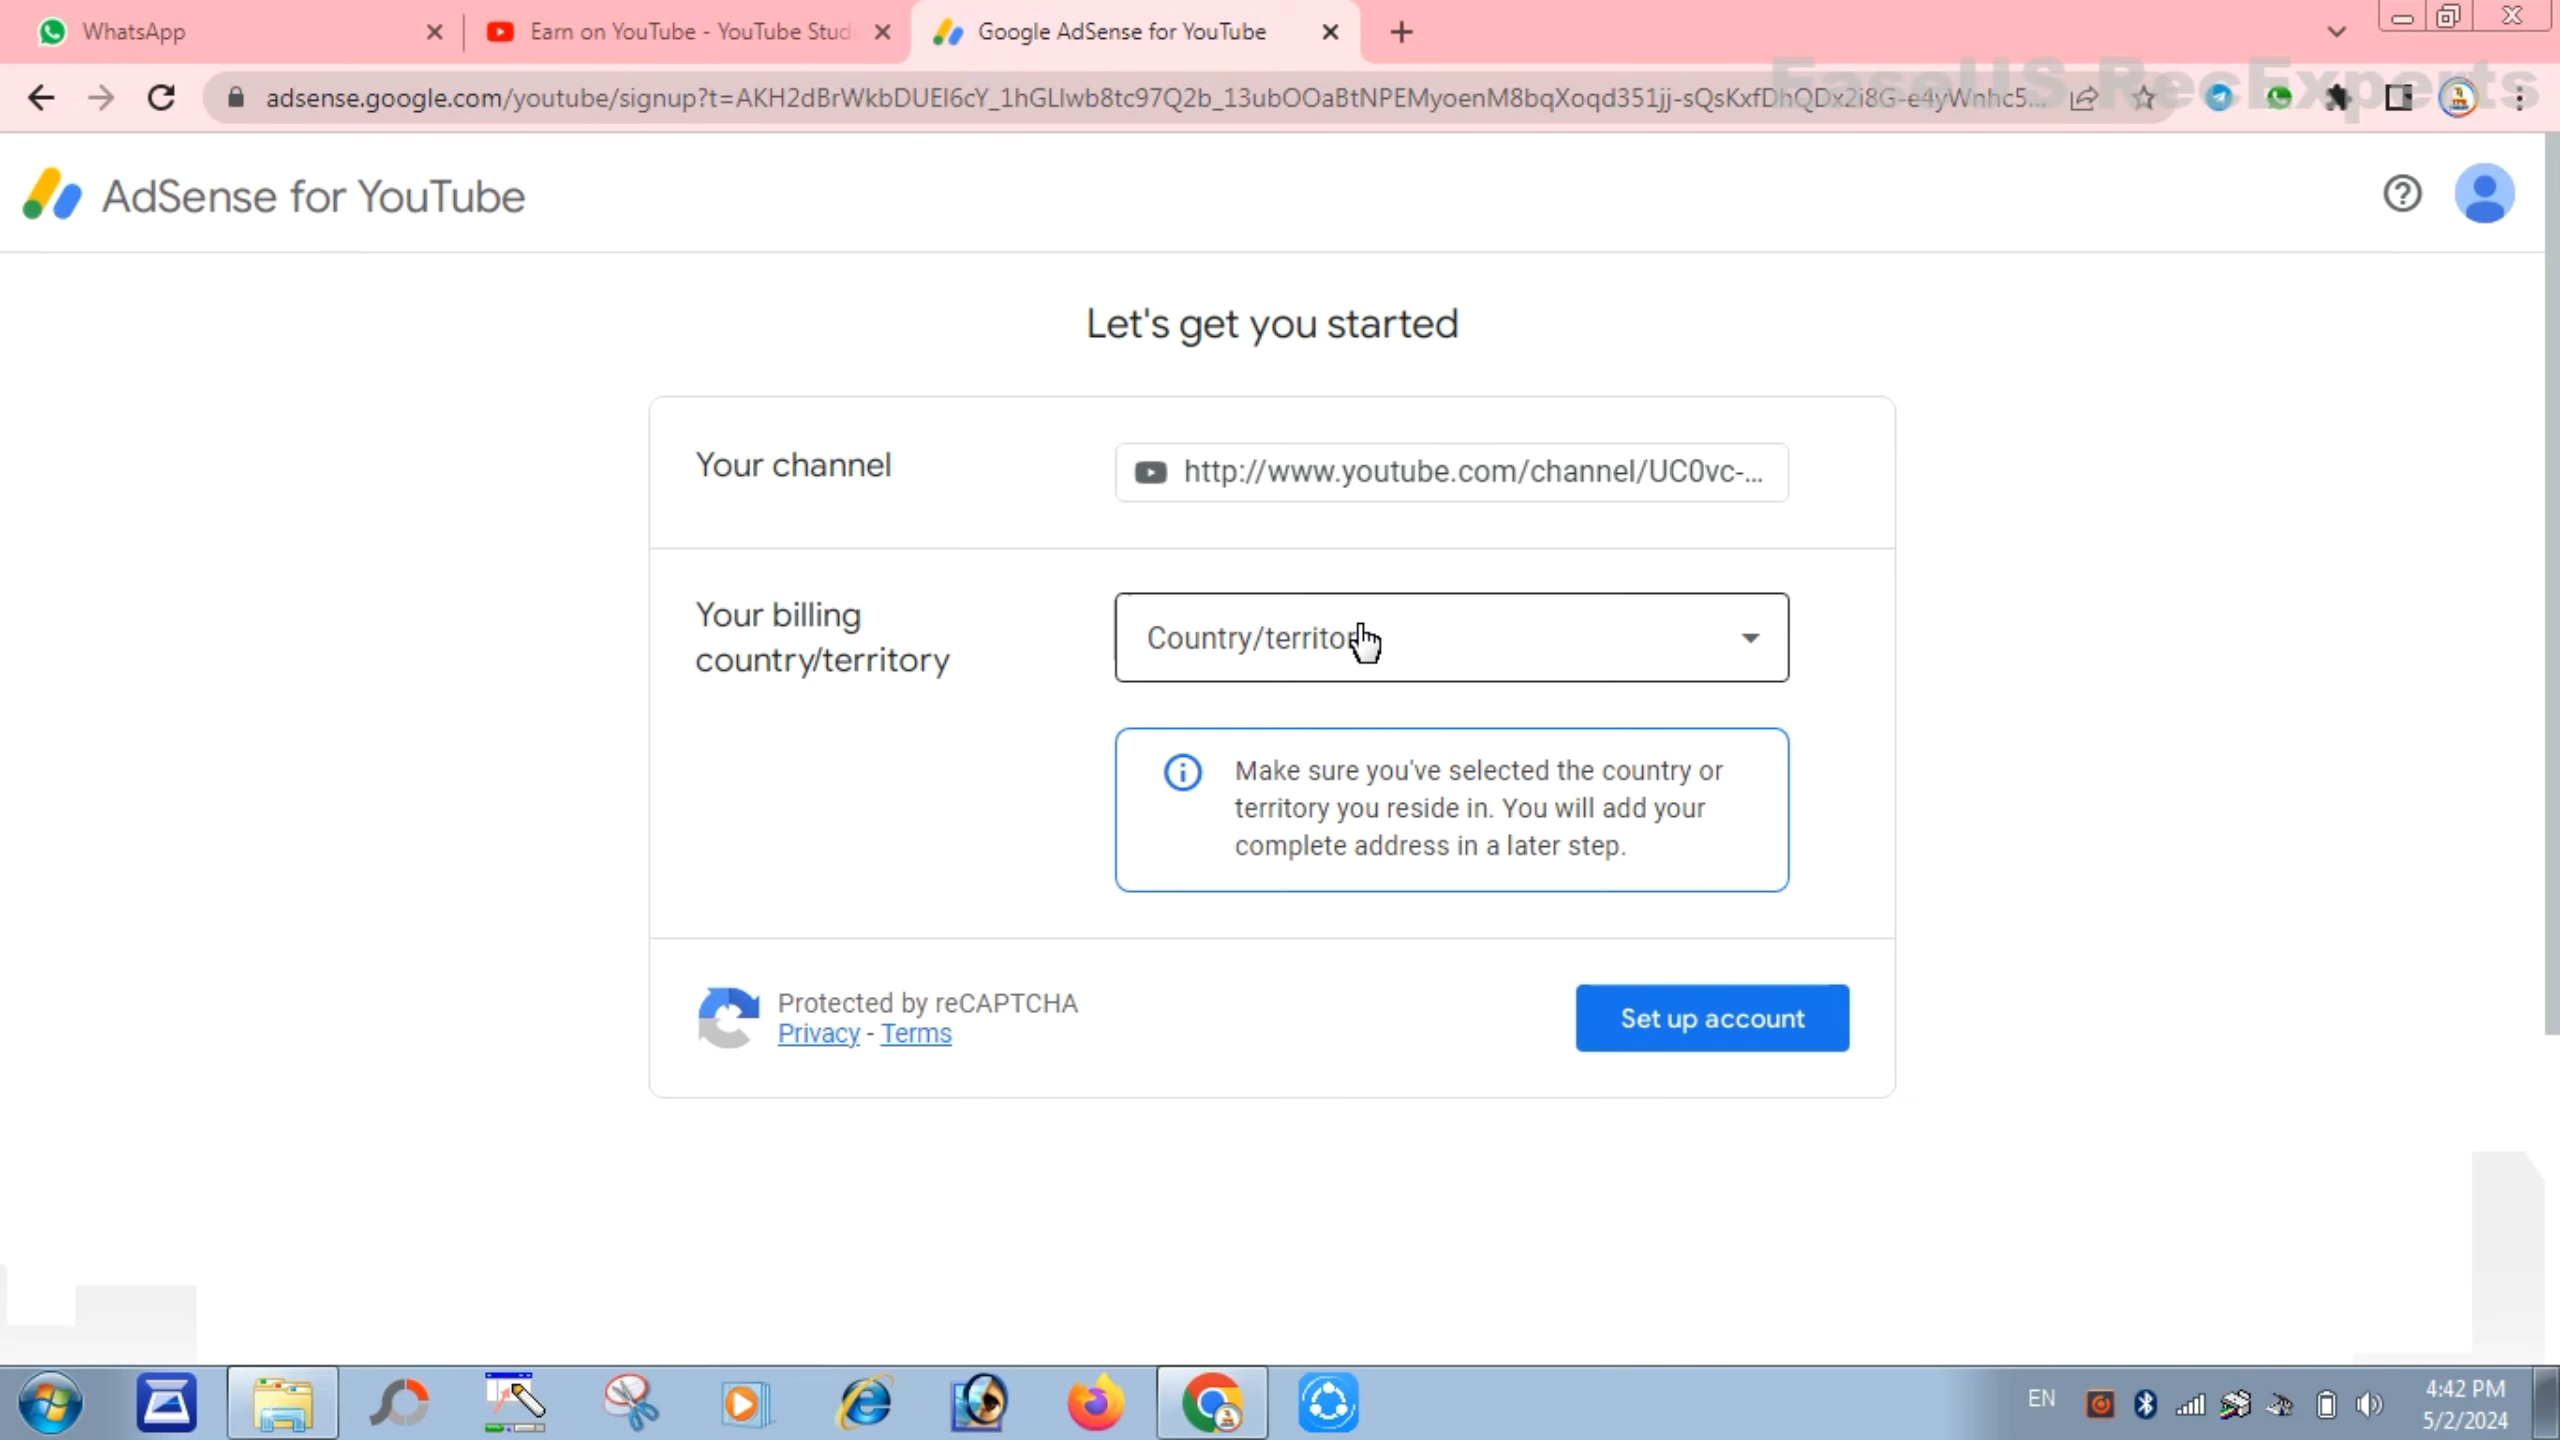 WhatsApp
Earn on YouTube - YouTube Stud
Google AdSense for YouTube
adsense.google.com/youtube/signup?t=AKH2dBrWkbDUEl6cY_1hGLlwb8tc97Q2b_13ubOOaBtNPEMyoenM8bqXoqd351jj-sQsKxfDhQDx2i8G-e4yWnhc5...
EaseUS RecExperts
AdSense for YouTube
Let's get you started
Your channel
http://www.youtube.com/channel/UC0vc-...
Your billing
country/territory
Country/territor
Make sure you've selected the country or
territory you reside in. You will add your
complete address in a later step.
Protected by reCAPTCHA
Privacy - Terms
Set up account
EN
4:42 PM
5/2/2024